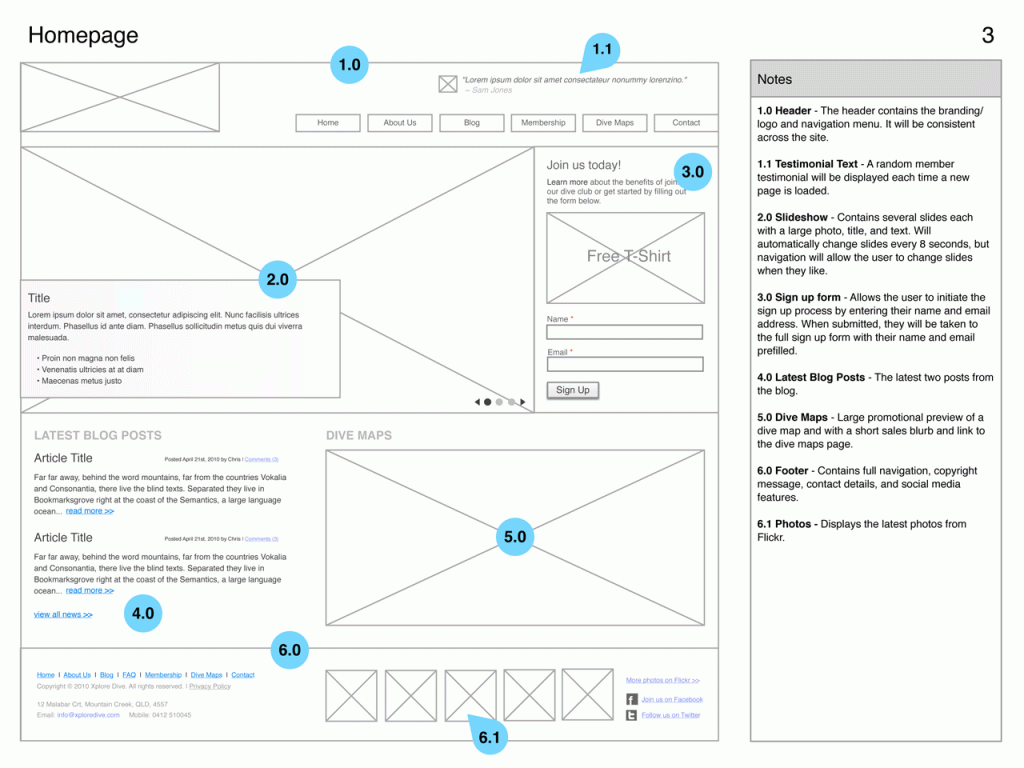 Homepage
3
1.0
1.1
"Lorem ipsum dolor sit amet consectateur nonummy lorenzino."
– Sam Jones
Home
About Us
Blog
Membership
Dive Maps
Contact
2.0
Title
Lorem ipsum dolor sit amet, consectetur adipiscing elit. Nunc facilisis ultrices
interdum. Phasellus id ante diam. Phasellus sollicitudin metus quis dui viverra
malesuada.
• Proin non magna non felis
• Venenatis ultricies at at diam
• Maecenas metus justo
Join us today!
3.0
Learn more about the benefits of join
our dive club or get started by filling out
the form below.
Free T-Shirt
Name *
Email *
Sign Up
LATEST BLOG POSTS
Article Title
Posted April 21st, 2010 by Chris | Comments (3)
Far far away, behind the word mountains, far from the countries Vokalia
and Consonantia, there live the blind texts. Separated they live in
Bookmarksgrove right at the coast of the Semantics, a large language
ocean... read more >>
Article Title
Posted April 21st, 2010 by Chris | Comments (3)
Far far away, behind the word mountains, far from the countries Vokalia
and Consonantia, there live the blind texts. Separated they live in
Bookmarksgrove right at the coast of the Semantics, a large language
ocean... read more >>
view all news >>
4.0
DIVE MAPS
5.0
6.0
Home | About Us | Blog | FAQ | Membership | Dive Maps | Contact
Copyright © 2010 Xplore Dive. All rights reserved. | Privacy Policy
12 Malabar Crt, Mountain Creek, QLD, 4557
Email: info@xploredive.com Mobile: 0412 510045
6.1
More photos on Flickr >>
Join us on Facebook
Follow us on Twitter
Notes
1.0 Header - The header contains the branding/
logo and navigation menu. It will be consistent
across the site.
1.1 Testimonial Text - A random member
testimonial will be displayed each time a new
page is loaded.
2.0 Slideshow - Contains several slides each
with a large photo, title, and text. Will
automatically change slides every 8 seconds, but
navigation will allow the user to change slides
when they like.
3.0 Sign up form - Allows the user to initiate the
sign up process by entering their name and email
address. When submitted, they will be taken to
the full sign up form with their name and email
prefilled.
4.0 Latest Blog Posts - The latest two posts from
the blog.
5.0 Dive Maps - Large promotional preview of a
dive map and with a short sales blurb and link to
the dive maps page.
6.0 Footer - Contains full navigation, copyright
message, contact details, and social media
features.
6.1 Photos - Displays the latest photos from
Flickr.